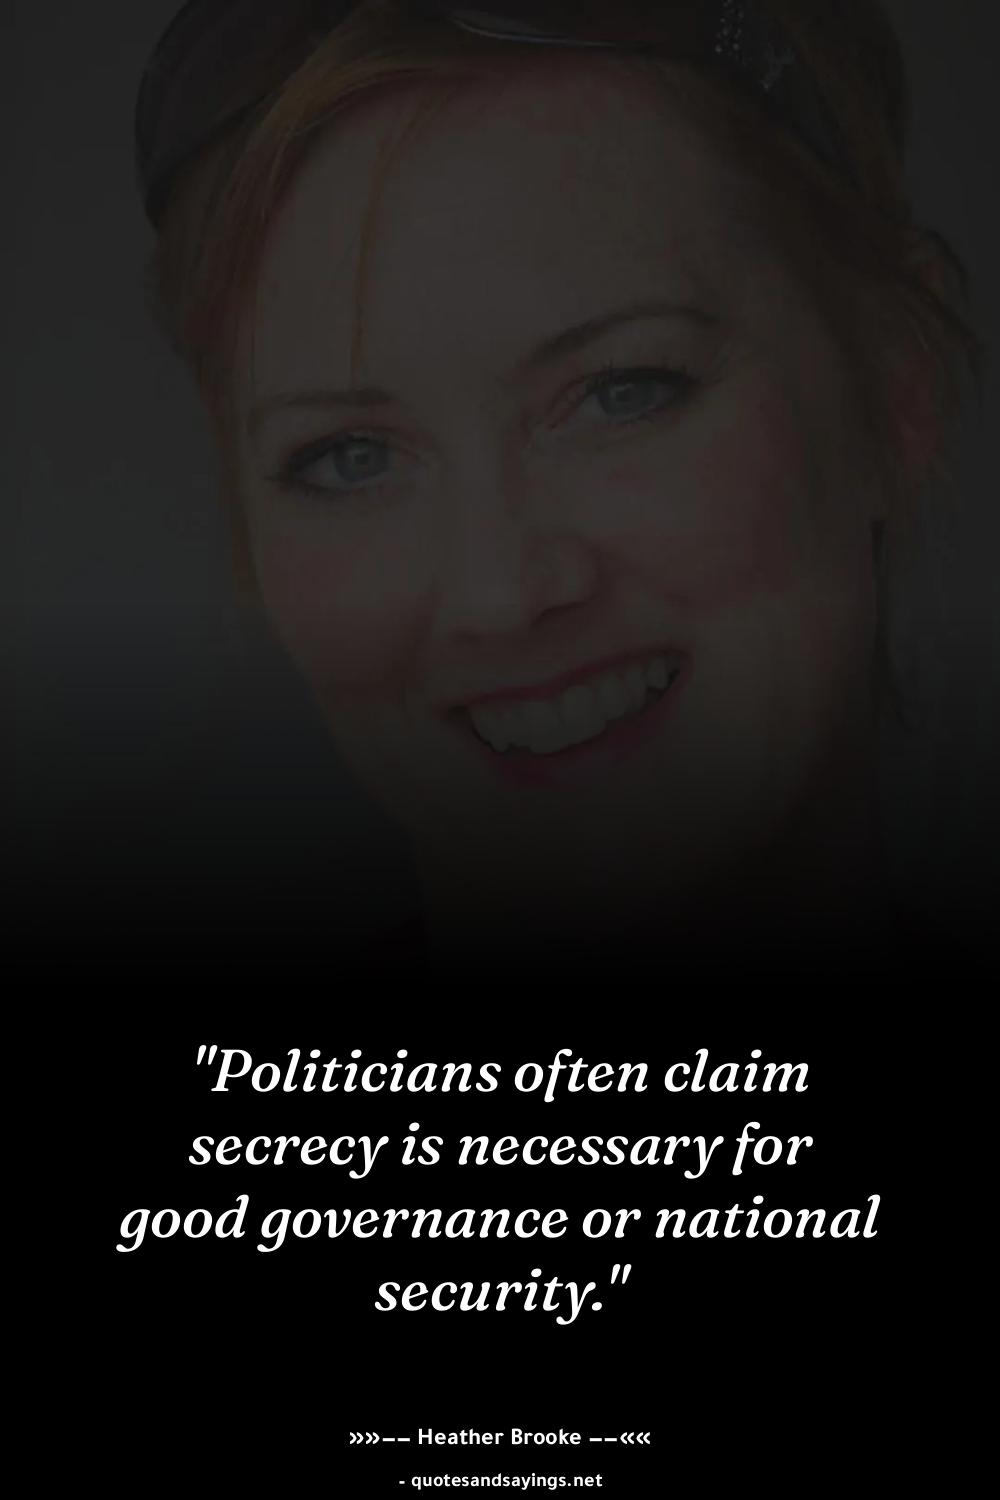 "Politicians often claim
secrecy is necessary for
good governance or national
security."
»»−− Heather Brooke −−««
- quotesandsayings.net